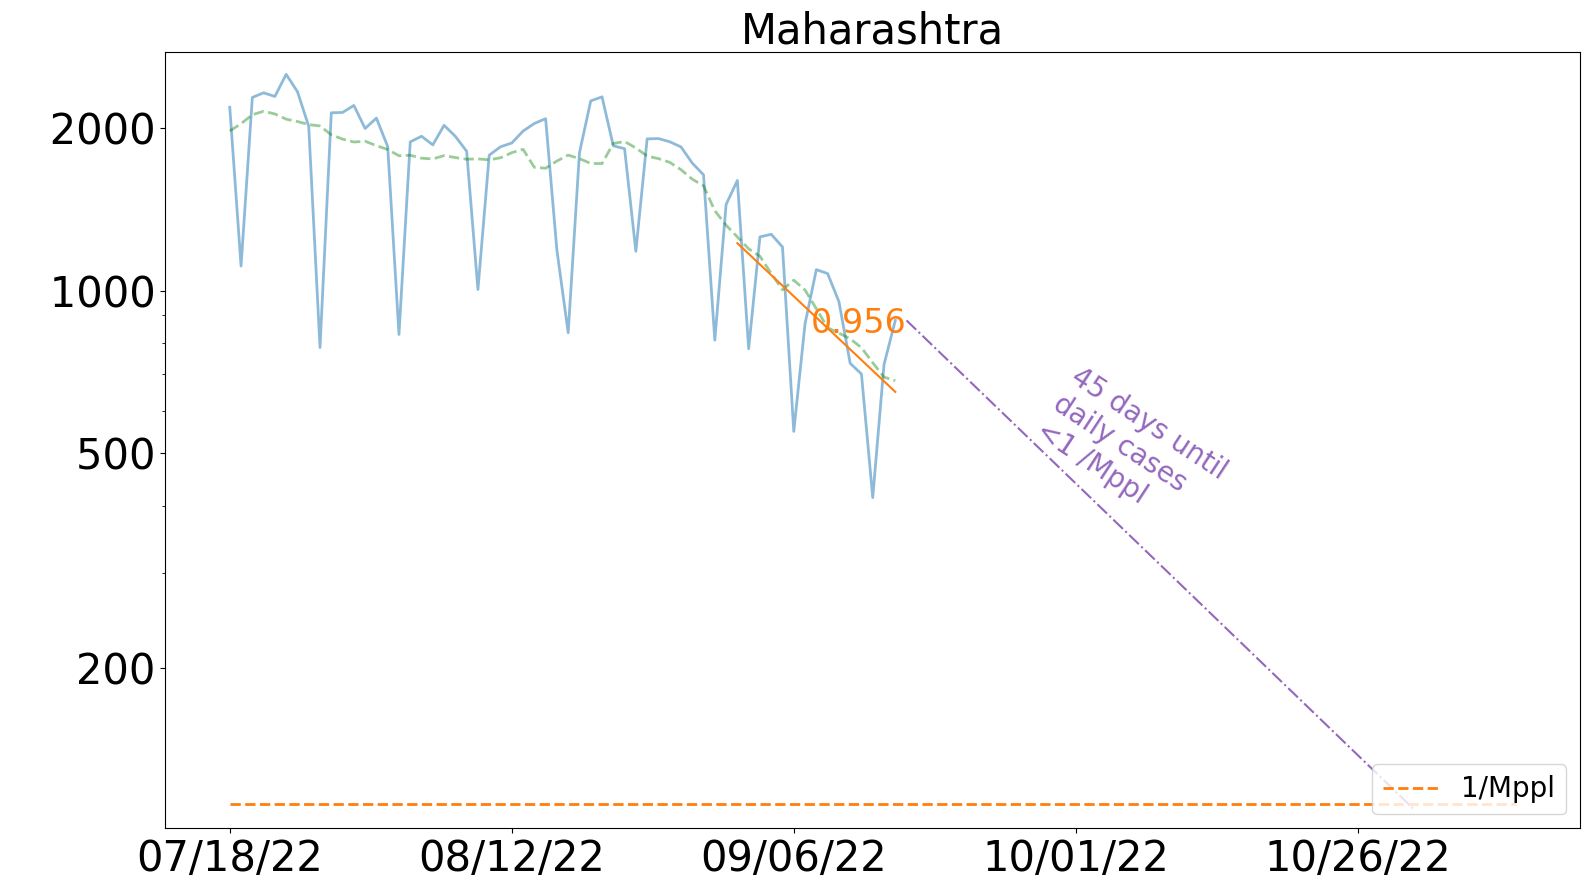 Maharashtra
2000
1000
500
200
0.956
45 days until
daily cases
<1 /Mppl
1/Mppl
07/18/22
08/12/22
09/06/22
10/01/22
10/26/22